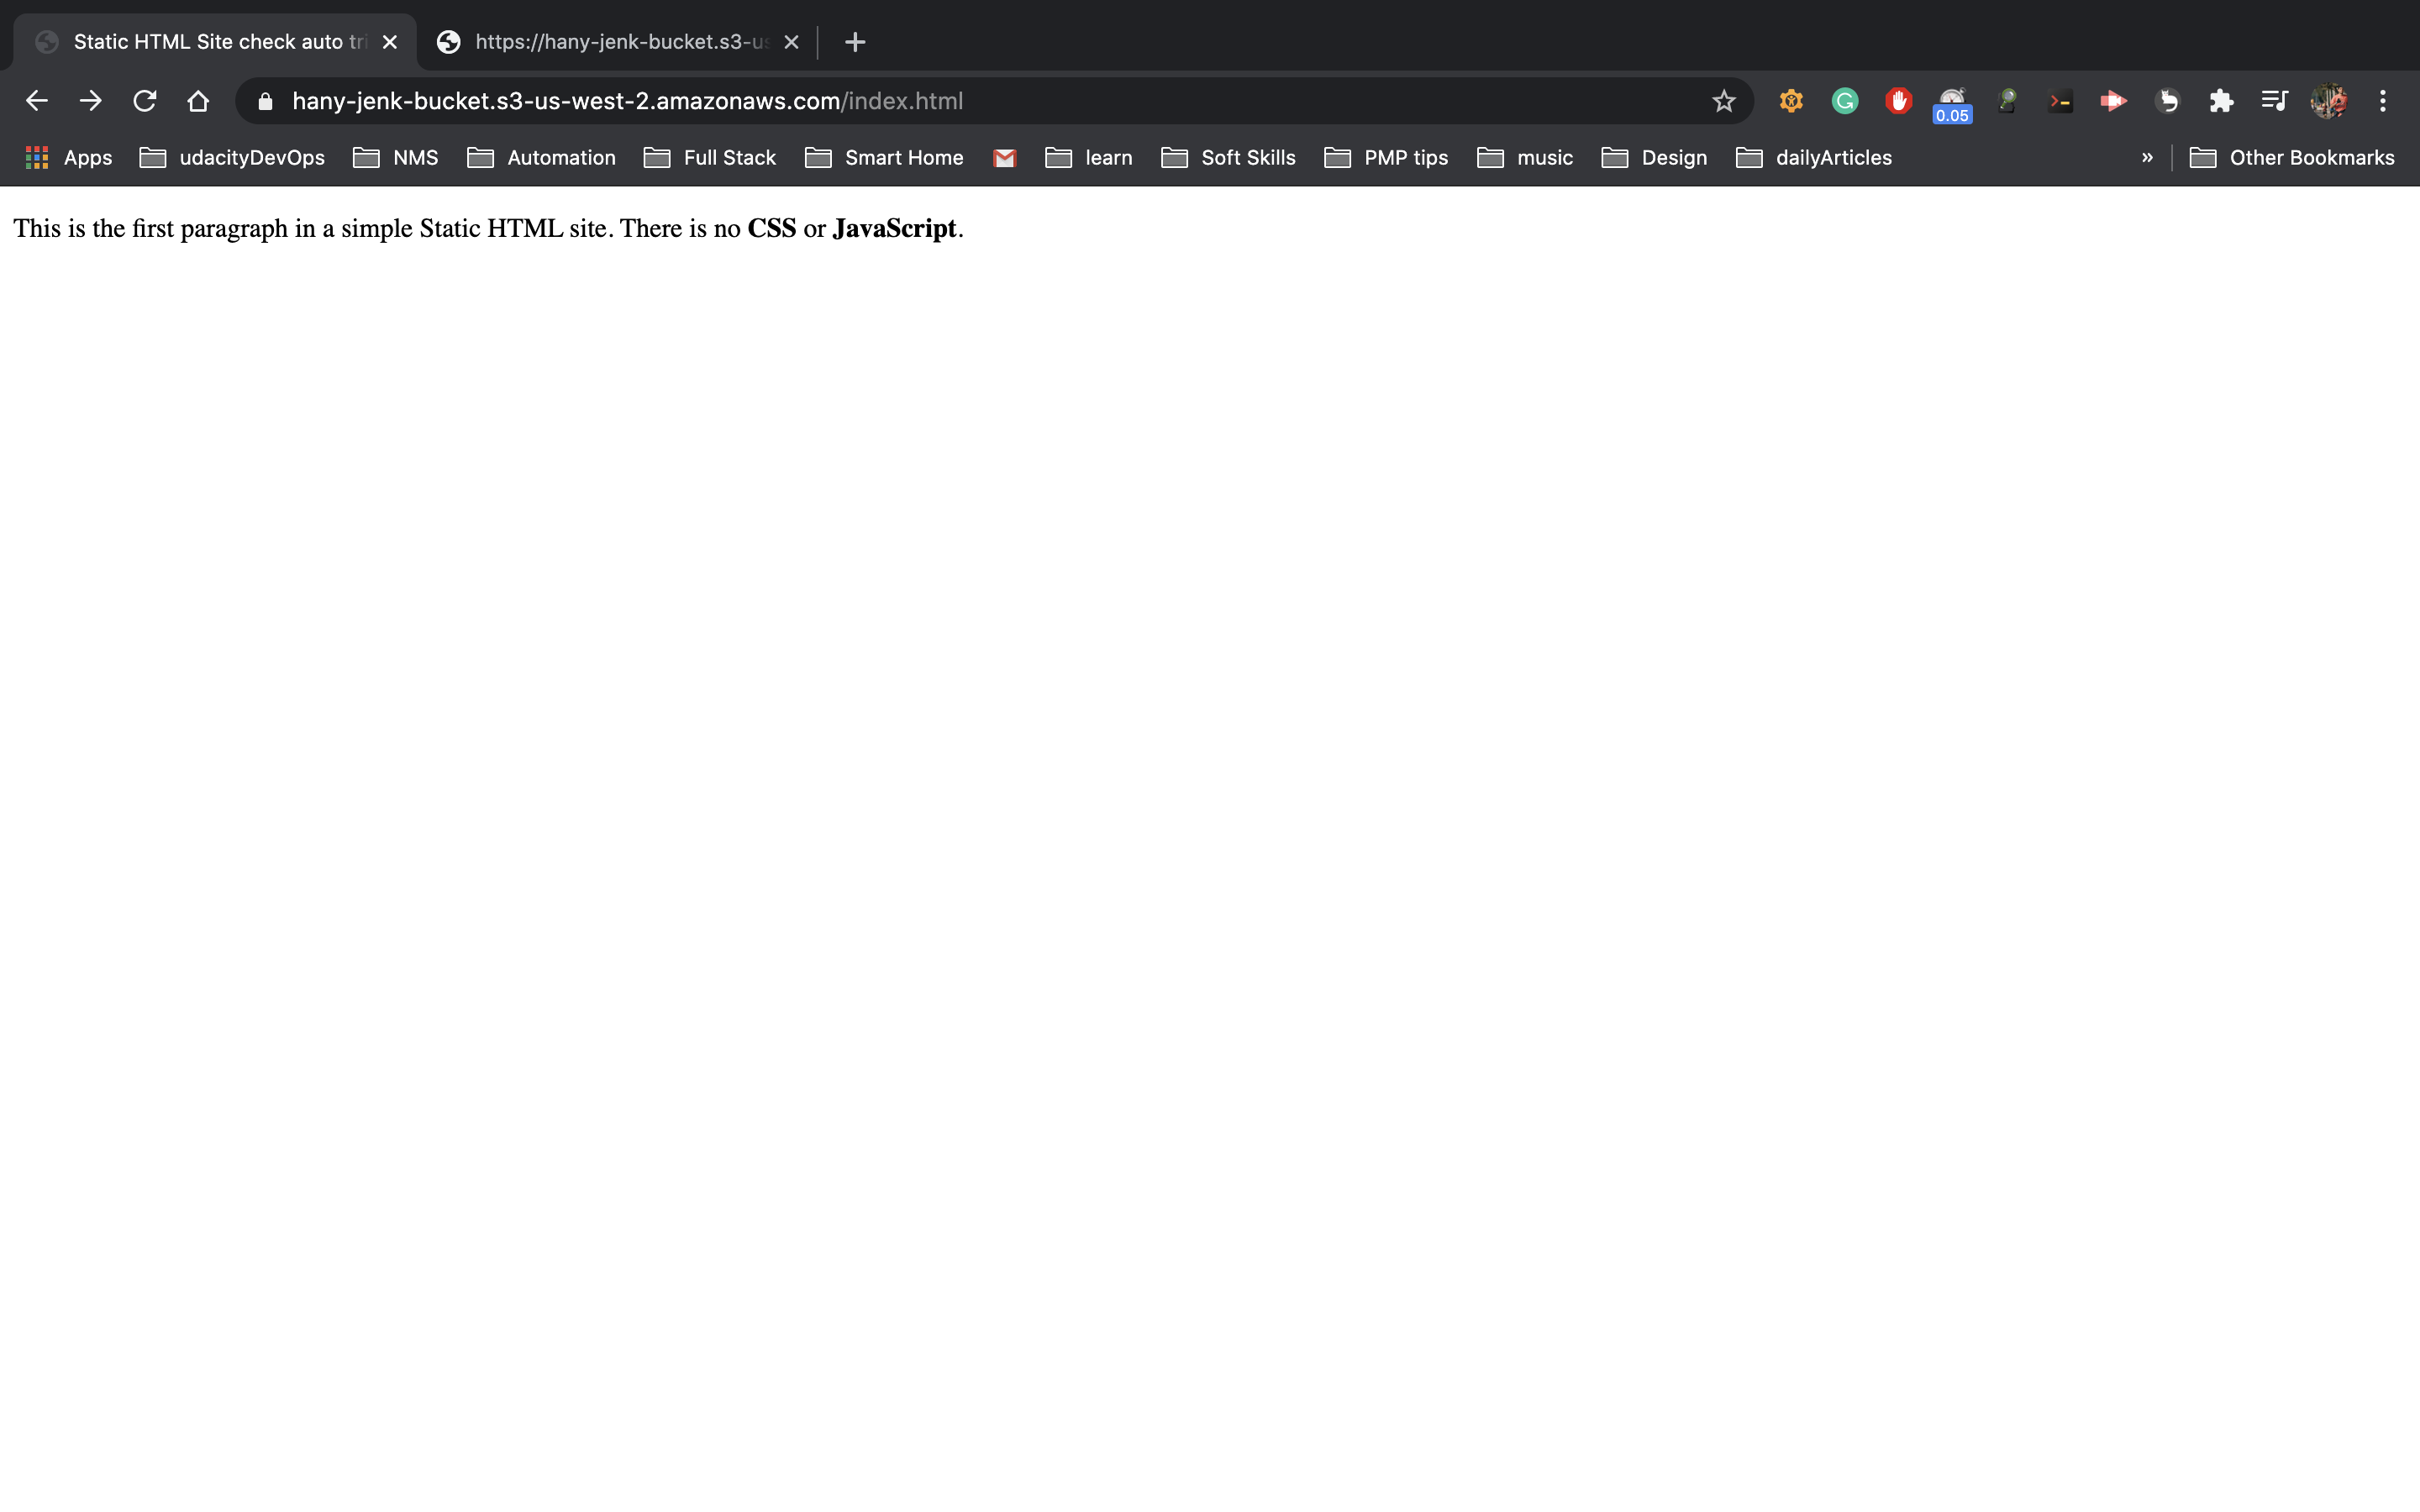 Static HTML Site check auto tri
https://hany-jenk-bucket.s3-us
hany-jenk-bucket.s3-us-west-2.amazonaws.com/index.html
0.05
Apps udacityDevOps NMS Automation Full Stack Smart Home learn Soft Skills PMP tips music Design dailyArticles » Other Bookmarks
This is the first paragraph in a simple Static HTML site. There is no CSS or JavaScript.